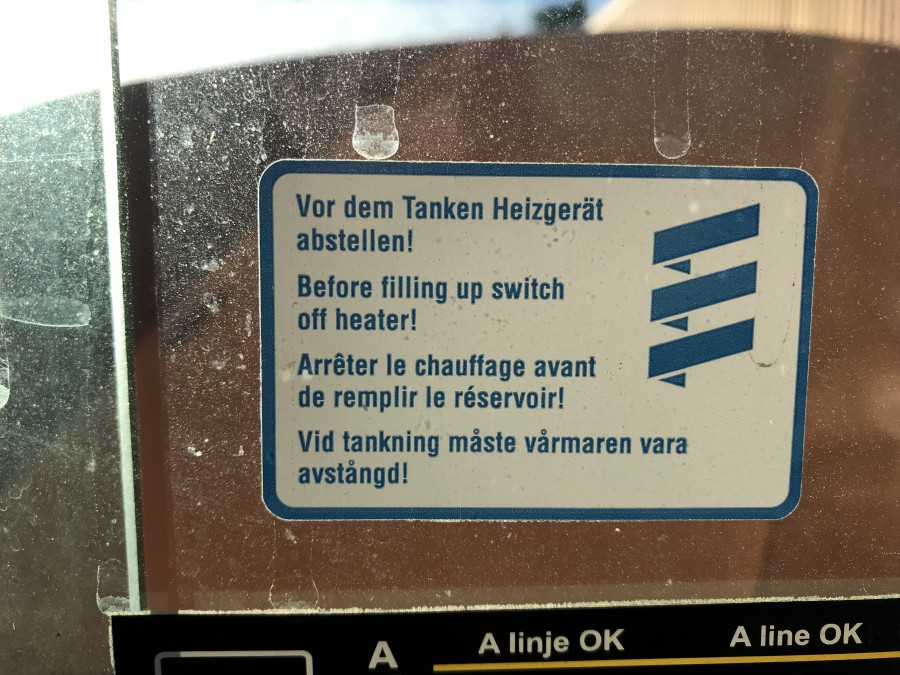 Vor dem Tanken Heizgerät
abstellen!
Before filling up switch
off heater!
Arrêter le chauffage avant
de remplir le réservoir!
Vid tankning måste vårmaren vara
avstångd!
A A linje OK A line OK